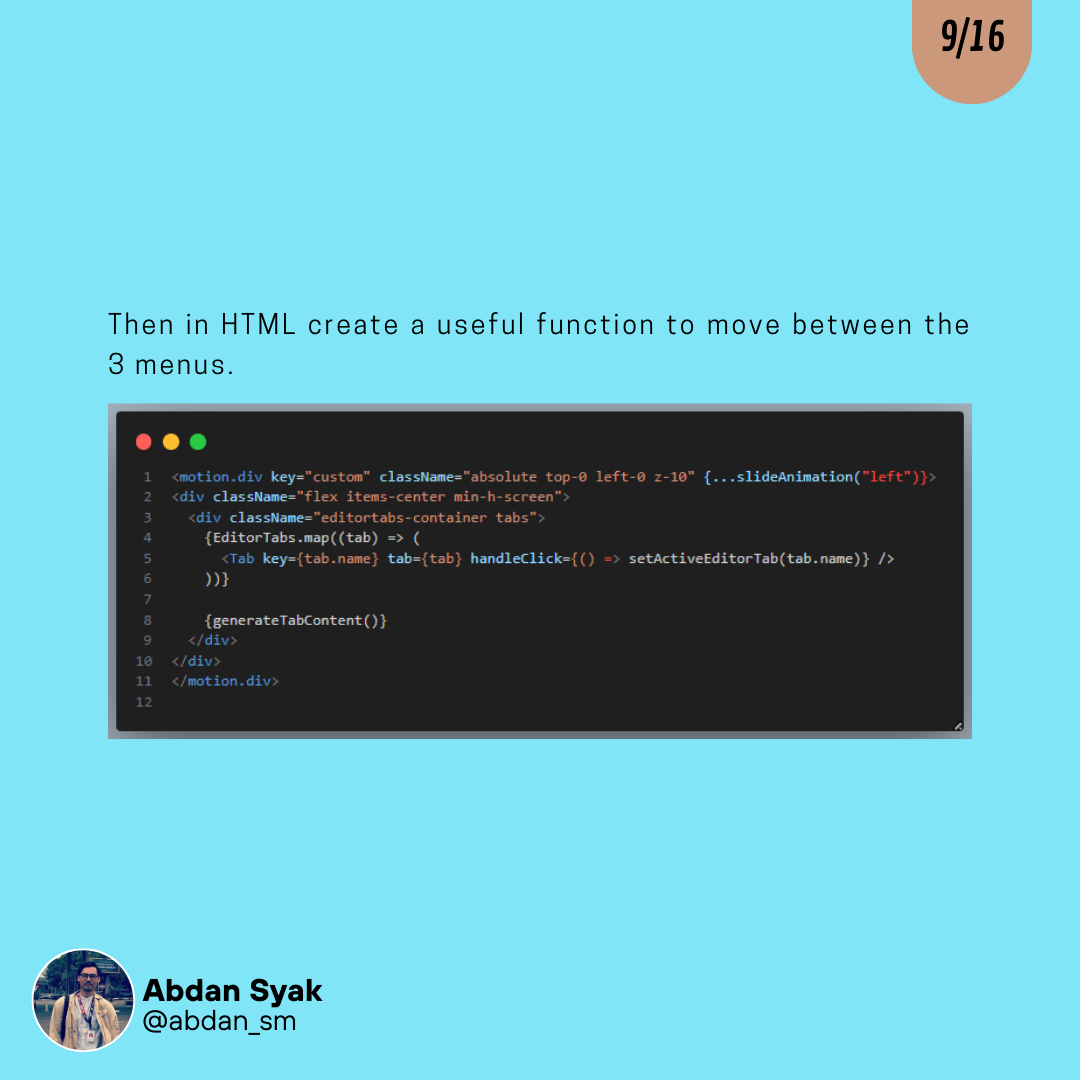 9/16
Then in HTML create a useful function to move between the
3 menus.
1 <motion.div key="custom" className="absolute top-0 left-0 z-10" {...slideAnimation("left")}>
2 <div className="flex items-center min-h-screen">
3   <div className="editortabs-container tabs">
4     {EditorTabs.map((tab) => (
5       <Tab key={tab.name} tab={tab} handleClick={() => setActiveEditorTab(tab.name)} />
6     ))}
7
8     {generateTabContent()}
9   </div>
10 </div>
11 </motion.div>
12
Abdan Syak
@abdan_sm